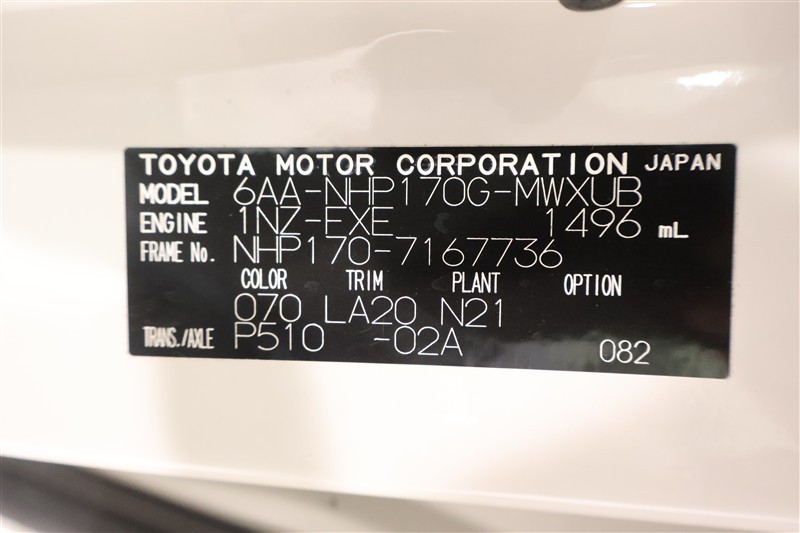 TOYOTA MOTOR CORPORATION JAPAN
MODEL 6AA-NHP170G-MWXUB
ENGINE 1NZ-EXE 1496 mL
FRAME No. NHP170-7167736
COLOR TRIM PLANT OPTION
070 LA20 N21
TRANS./AXLE P510 -02A 082